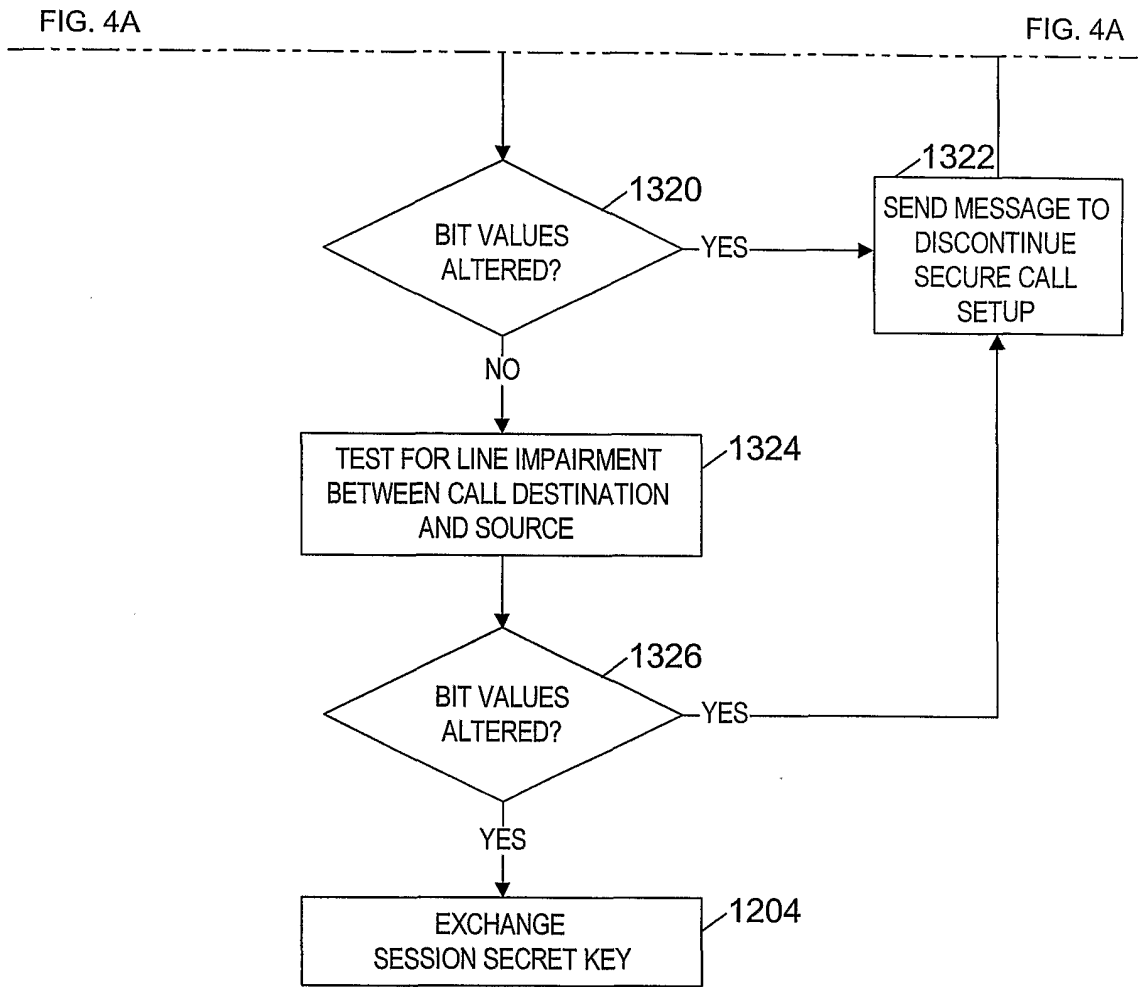 FIG. 4A
FIG. 4A
1320
BIT VALUES
ALTERED?
YES
1322
SEND MESSAGE TO
DISCONTINUE
SECURE CALL
SETUP
NO
TEST FOR LINE IMPAIRMENT
BETWEEN CALL DESTINATION
AND SOURCE
1324
1326
BIT VALUES
ALTERED?
YES
YES
EXCHANGE
SESSION SECRET KEY
1204